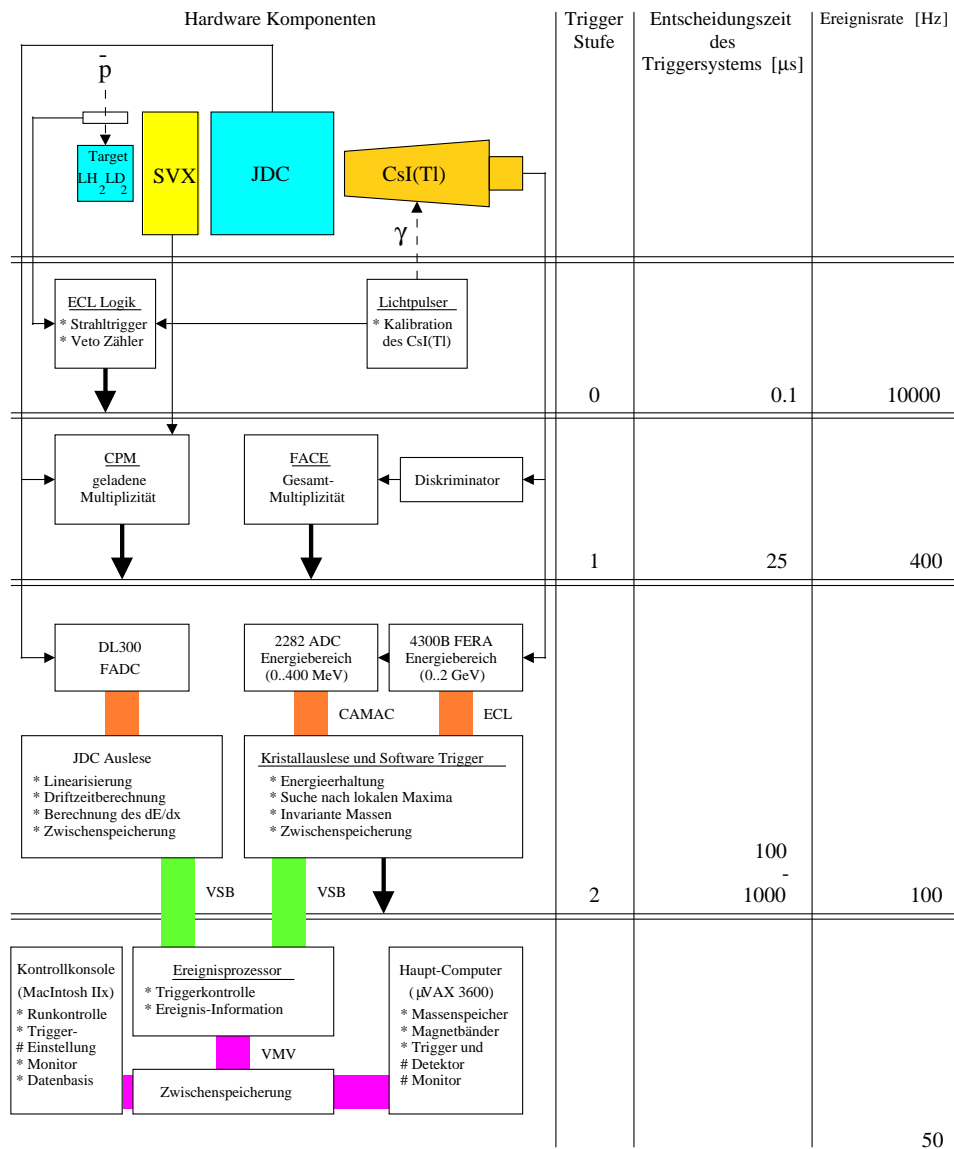 Hardware Komponenten
Trigger
Stufe
Entscheidungszeit
des
Triggersystems [μs]
Ereignisrate [Hz]
p̄
Target
LH₂LD₂
SVX
JDC
CsI(Tl)
γ
ECL Logik
* Strahltrigger
* Veto Zähler
Lichtpulser
* Kalibration
des CsI(Tl)
0
0.1
10000
CPM
geladene
Multiplizität
FACE
Gesamt-
Multiplizität
Diskriminator
1
25
400
DL300
FADC
2282 ADC
Energiebereich
(0..400 MeV)
4300B FERA
Energiebereich
(0..2 GeV)
CAMAC
ECL
JDC Auslese
* Linearisierung
* Driftzeitberechnung
* Berechnung des dE/dx
* Zwischenspeicherung
Kristallauslese und Software Trigger
* Energieerhaltung
* Suche nach lokalen Maxima
* Invariante Massen
* Zwischenspeicherung
VSB
VSB
2
100
-
1000
100
Kontrollkonsole
(MacIntosh IIx)
* Runkontrolle
* Trigger-
# Einstellung
* Monitor
* Datenbasis
Ereignisprozessor
* Triggerkontrolle
* Ereignis-Information
VMV
Zwischenspeicherung
Haupt-Computer
(μVAX 3600)
* Massenspeicher
* Magnetbänder
* Trigger und
# Detektor
# Monitor
50